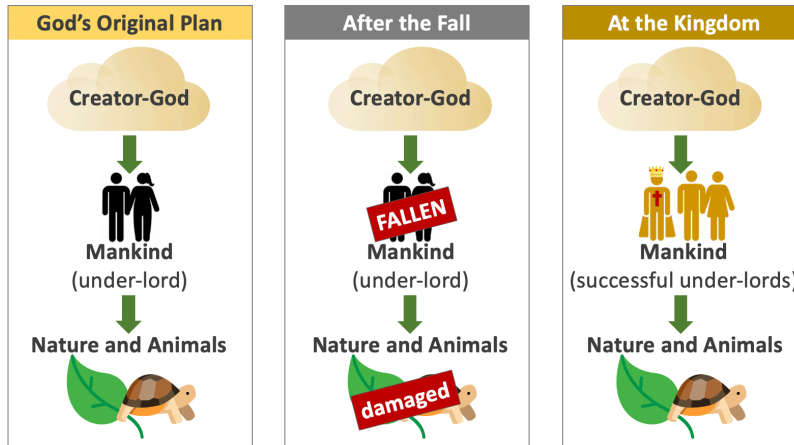 God's Original Plan
Creator-God
Mankind
(under-lord)
Nature and Animals
After the Fall
Creator-God
FALLEN
Mankind
(under-lord)
Nature and Animals
damaged
At the Kingdom
Creator-God
Mankind
(successful under-lords)
Nature and Animals